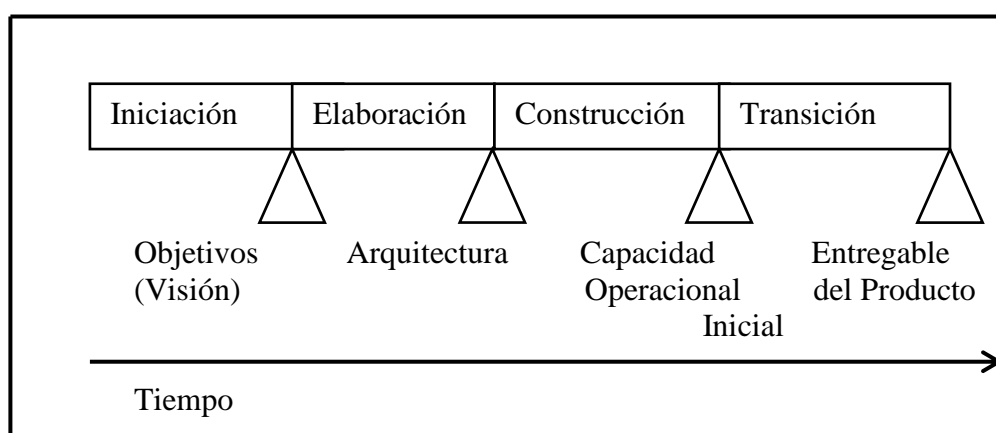 Iniciación Elaboración Construcción Transición
Objetivos Arquitectura Capacidad Entregable
(Visión) Operacional del Producto
Inicial
Tiempo